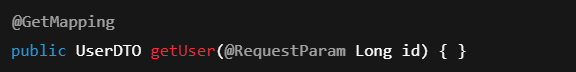 @GetMapping
public UserDTO getUser(@RequestParam Long id) { }